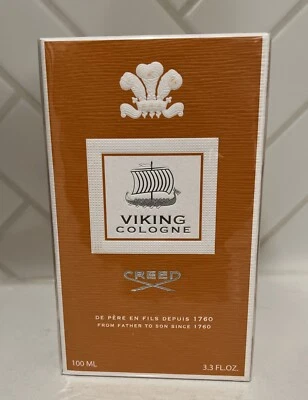 VIKING
COLOGNE
CREED
DE PÈRE EN FILS DEPUIS 1760
FROM FATHER TO SON SINCE 1760
100 ML
3.3 FL.OZ.